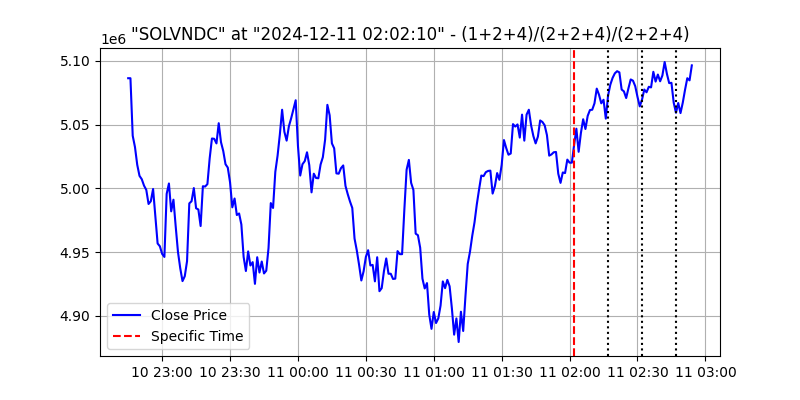 "SOLVNDC" at "2024-12-11 02:02:10" - (1+2+4)/(2+2+4)/(2+2+4)
1e6
5.10
5.05
5.00
4.95
4.90
Close Price
Specific Time
10 23:00 10 23:30 11 00:00 11 00:30 11 01:00 11 01:30 11 02:00 11 02:30 11 03:00